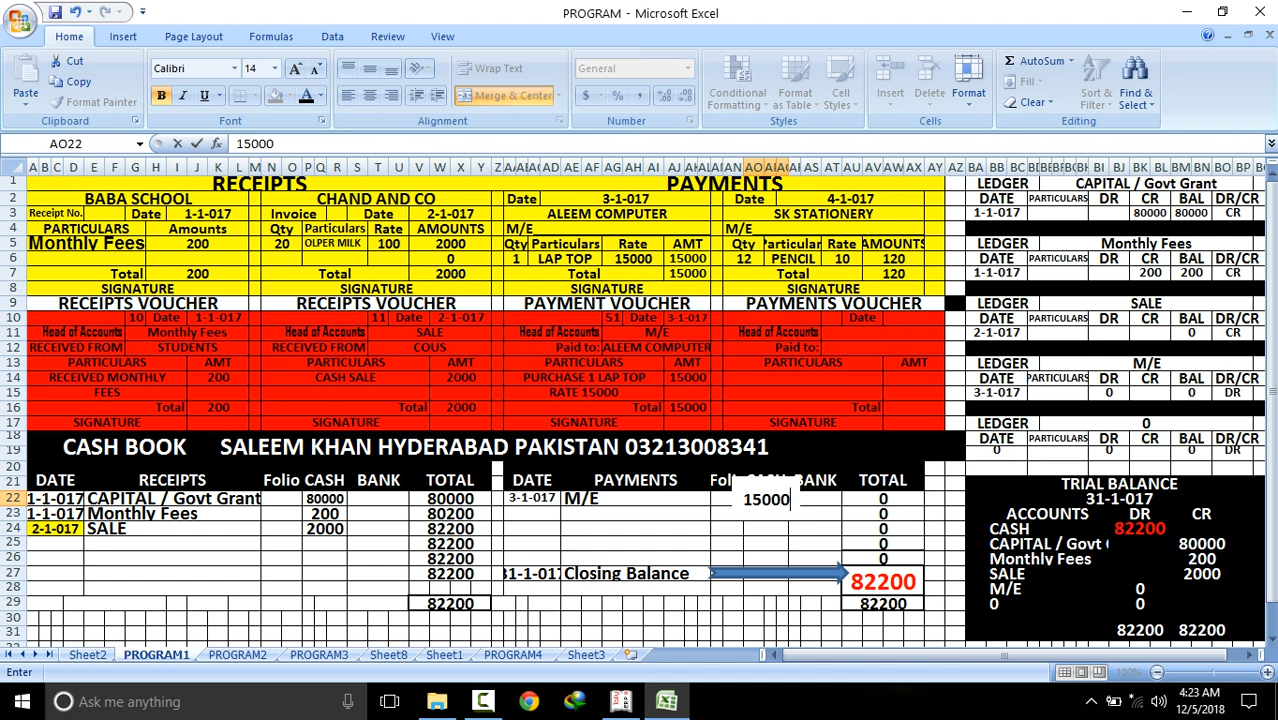 PROGRAM - Microsoft Excel
Home Insert Page Layout Formulas Data Review View
Cut
Copy
Format Painter
Paste
Calibri 14
Wrap Text
Merge & Center
General
Conditional Formatting
Format as Table
Cell Styles
Insert Delete Format
AutoSum
Fill
Clear
Sort & Filter
Find & Select
Clipboard Font Alignment Number Styles Cells Editing
AO22 15000
RECEIPTS PAYMENTS
BABA SCHOOL CHAND AND CO Date 3-1-017 Date 4-1-017
Receipt No. Date 1-1-017 Invoice Date 2-1-017 ALEEM COMPUTER SK STATIONERY
PARTICULARS Amounts Qty Particulars Rate AMOUNTS M/E M/E
Monthly Fees 200 20 OLPER MILK 100 2000 Qty Particulars Rate AMT Qty Particular Rate AMOUNTS
0 1 LAP TOP 15000 15000 12 PENCIL 10 120
Total 200 Total 2000 Total 15000 Total 120
SIGNATURE SIGNATURE SIGNATURE SIGNATURE
RECEIPTS VOUCHER RECEIPTS VOUCHER PAYMENT VOUCHER PAYMENTS VOUCHER
10 Date 1-1-017 11 Date 2-1-017 51 Date 3-1-017 Date
Head of Accounts Monthly Fees Head of Accounts SALE Head of Accounts M/E Head of Accounts
RECEIVED FROM STUDENTS RECEIVED FROM COUS Paid to: ALEEM COMPUTER Paid to:
PARTICULARS AMT PARTICULARS AMT PARTICULARS AMT PARTICULARS AMT
RECEIVED MONTHLY 200 CASH SALE 2000 PURCHASE 1 LAP TOP 15000
FEES RATE 15000
Total 200 Total 2000 Total 15000 Total
SIGNATURE SIGNATURE SIGNATURE SIGNATURE
CASH BOOK SALEEM KHAN HYDERABAD PAKISTAN 03213008341
DATE RECEIPTS Folio CASH BANK TOTAL DATE PAYMENTS BANK TOTAL
1-1-017 CAPITAL / Govt Grant 80000 80000 3-1-017 M/E 15000 0
1-1-017 Monthly Fees 200 80200 0
2-1-017 SALE 2000 82200 0
82200 0
82200 0
82200 31-1-017 Closing Balance 82200
82200 82200
LEDGER CAPITAL / Govt Grant
DATE PARTICULARS DR CR BAL DR/CR
1-1-017 80000 80000 CR
LEDGER Monthly Fees
DATE PARTICULARS DR CR BAL DR/CR
1-1-017 200 200 CR
LEDGER SALE
DATE PARTICULARS DR CR BAL DR/CR
2-1-017 0 CR
LEDGER M/E
DATE PARTICULARS DR CR BAL DR/CR
3-1-017 0 0 CR
LEDGER 0
DATE PARTICULARS DR CR BAL DR/CR
0 0 0 DR
TRIAL BALANCE
31-1-017
ACCOUNTS DR CR
CASH 82200
CAPITAL / Govt 80000
Monthly Fees 200
SALE 2000
M/E 0
0 0
82200 82200
Sheet2 PROGRAM1 PROGRAM2 PROGRAM3 Sheet8 Sheet1 PROGRAM4 Sheet3
Enter 100%
Ask me anything
4:23 AM
12/5/2018